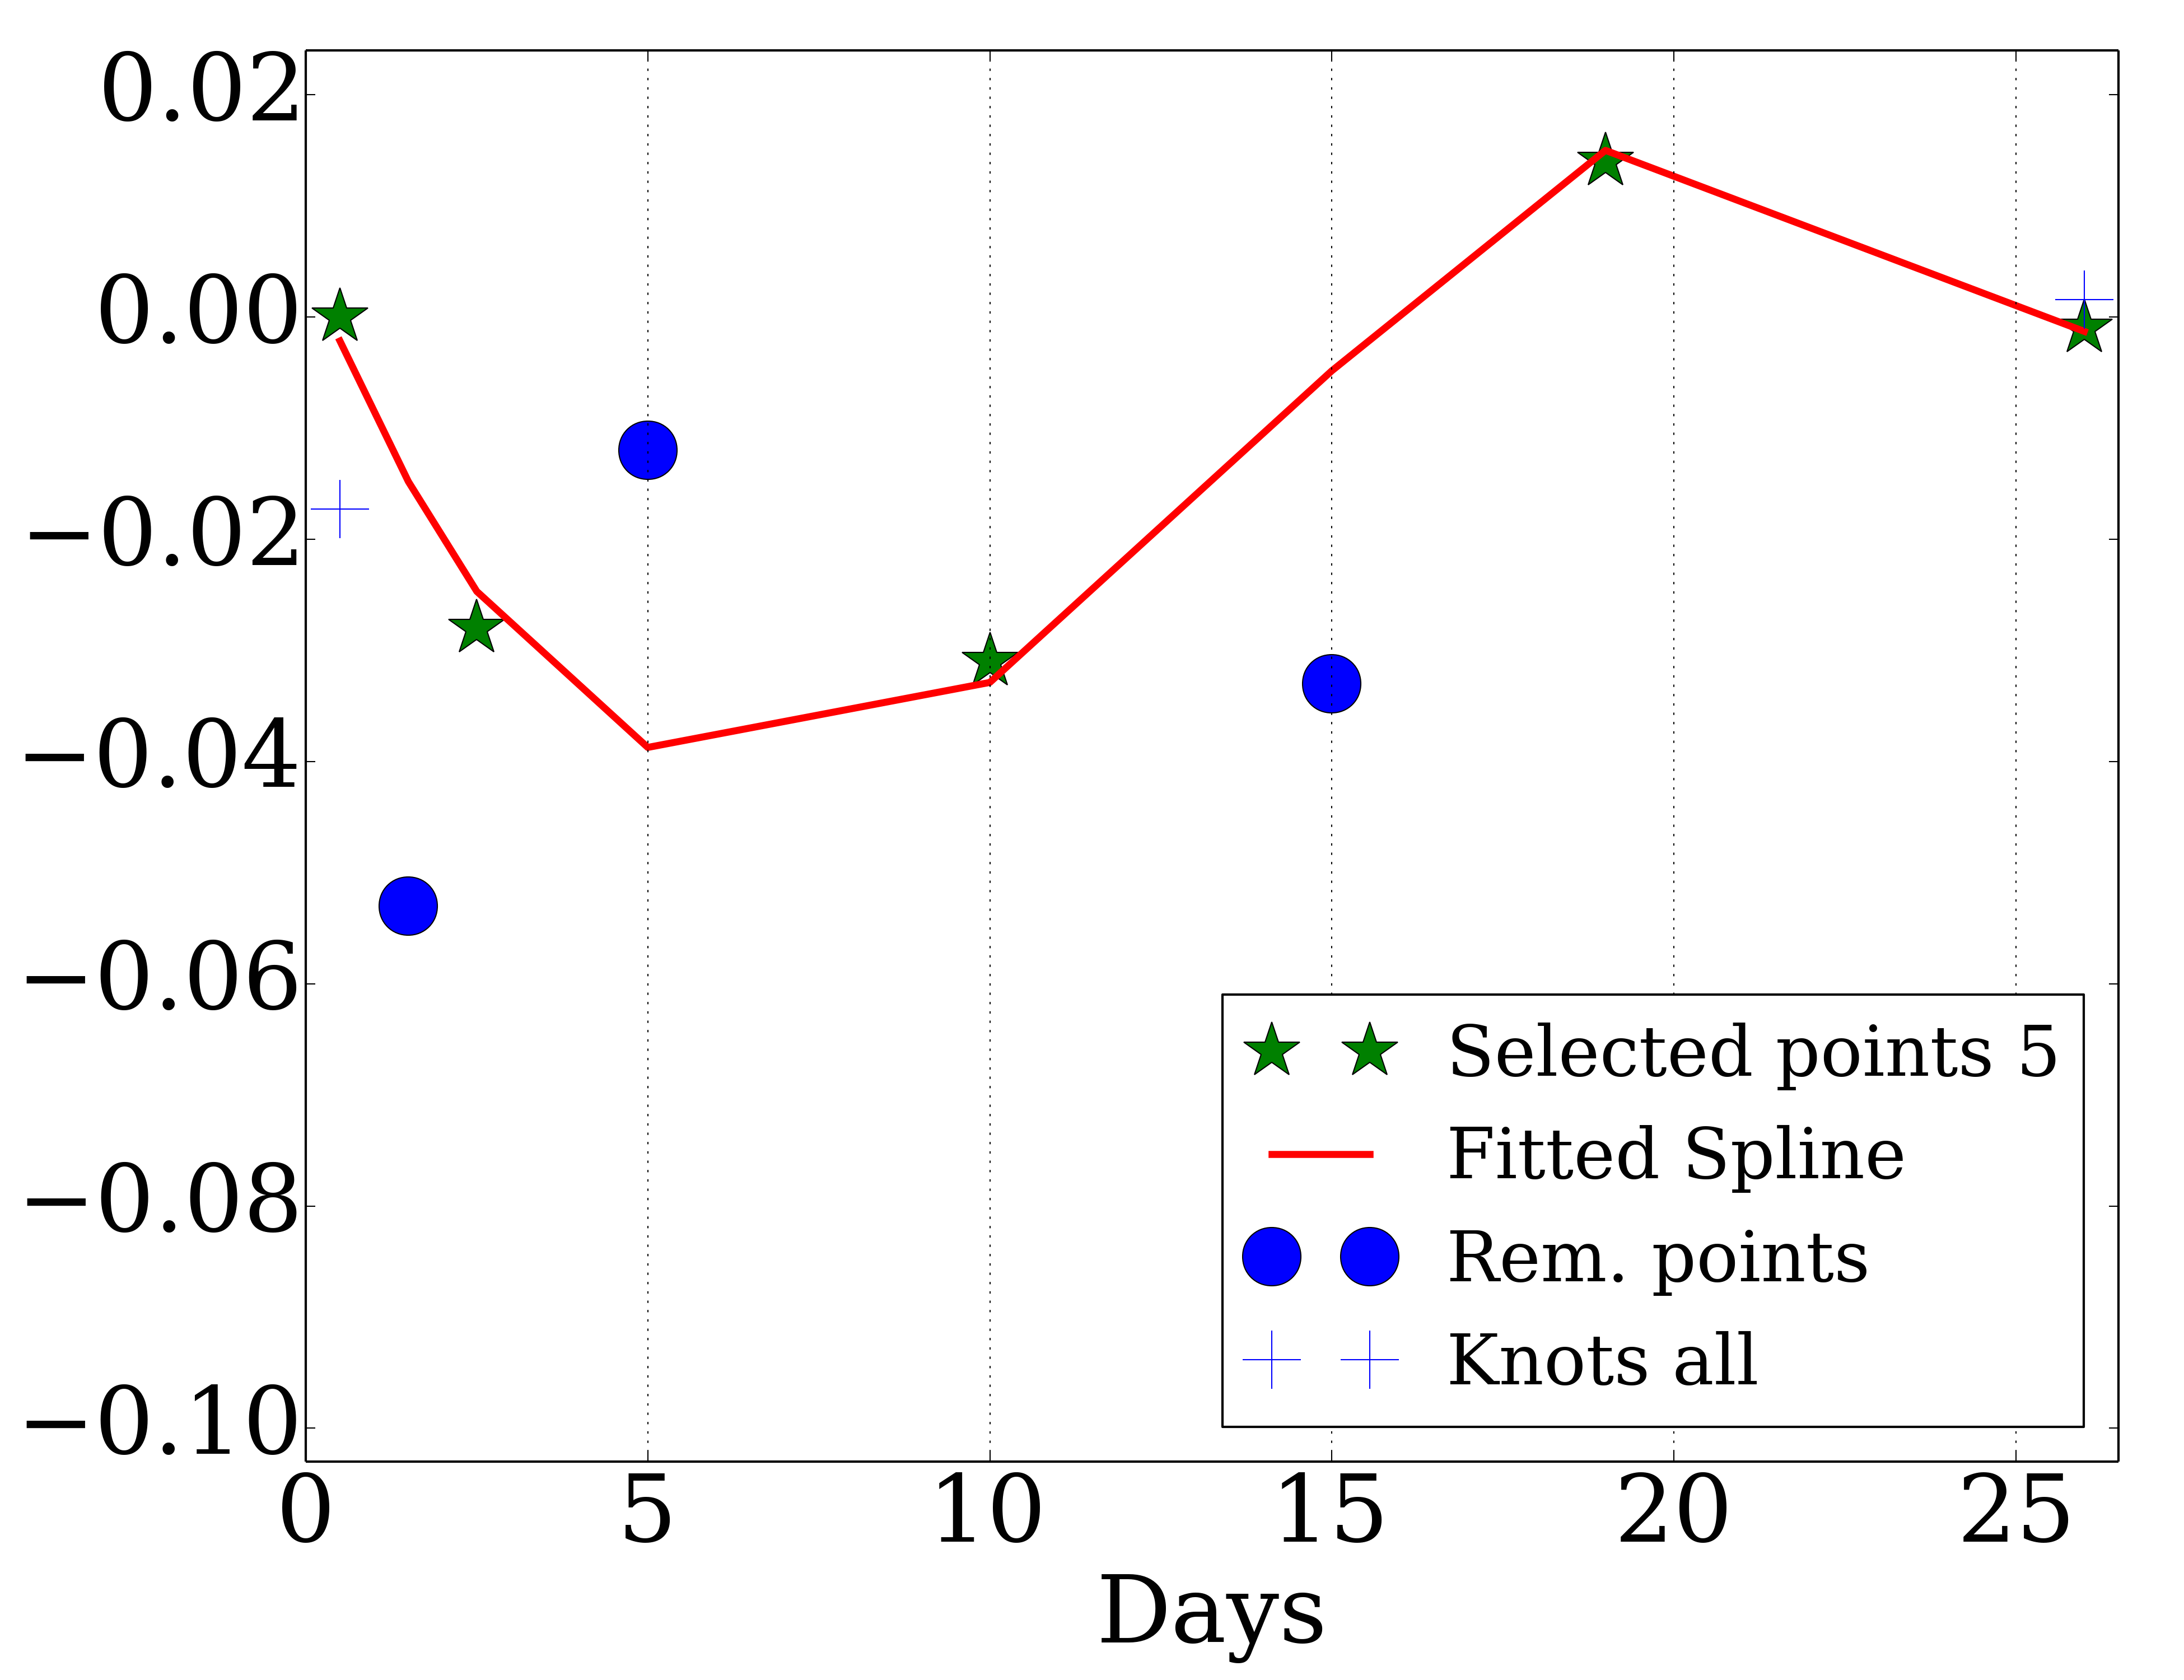 0.02
0.00
−0.02
−0.04
−0.06
−0.08
−0.10
0 5 10 15 20 25
Days
Selected points 5
Fitted Spline
Rem. points
Knots all